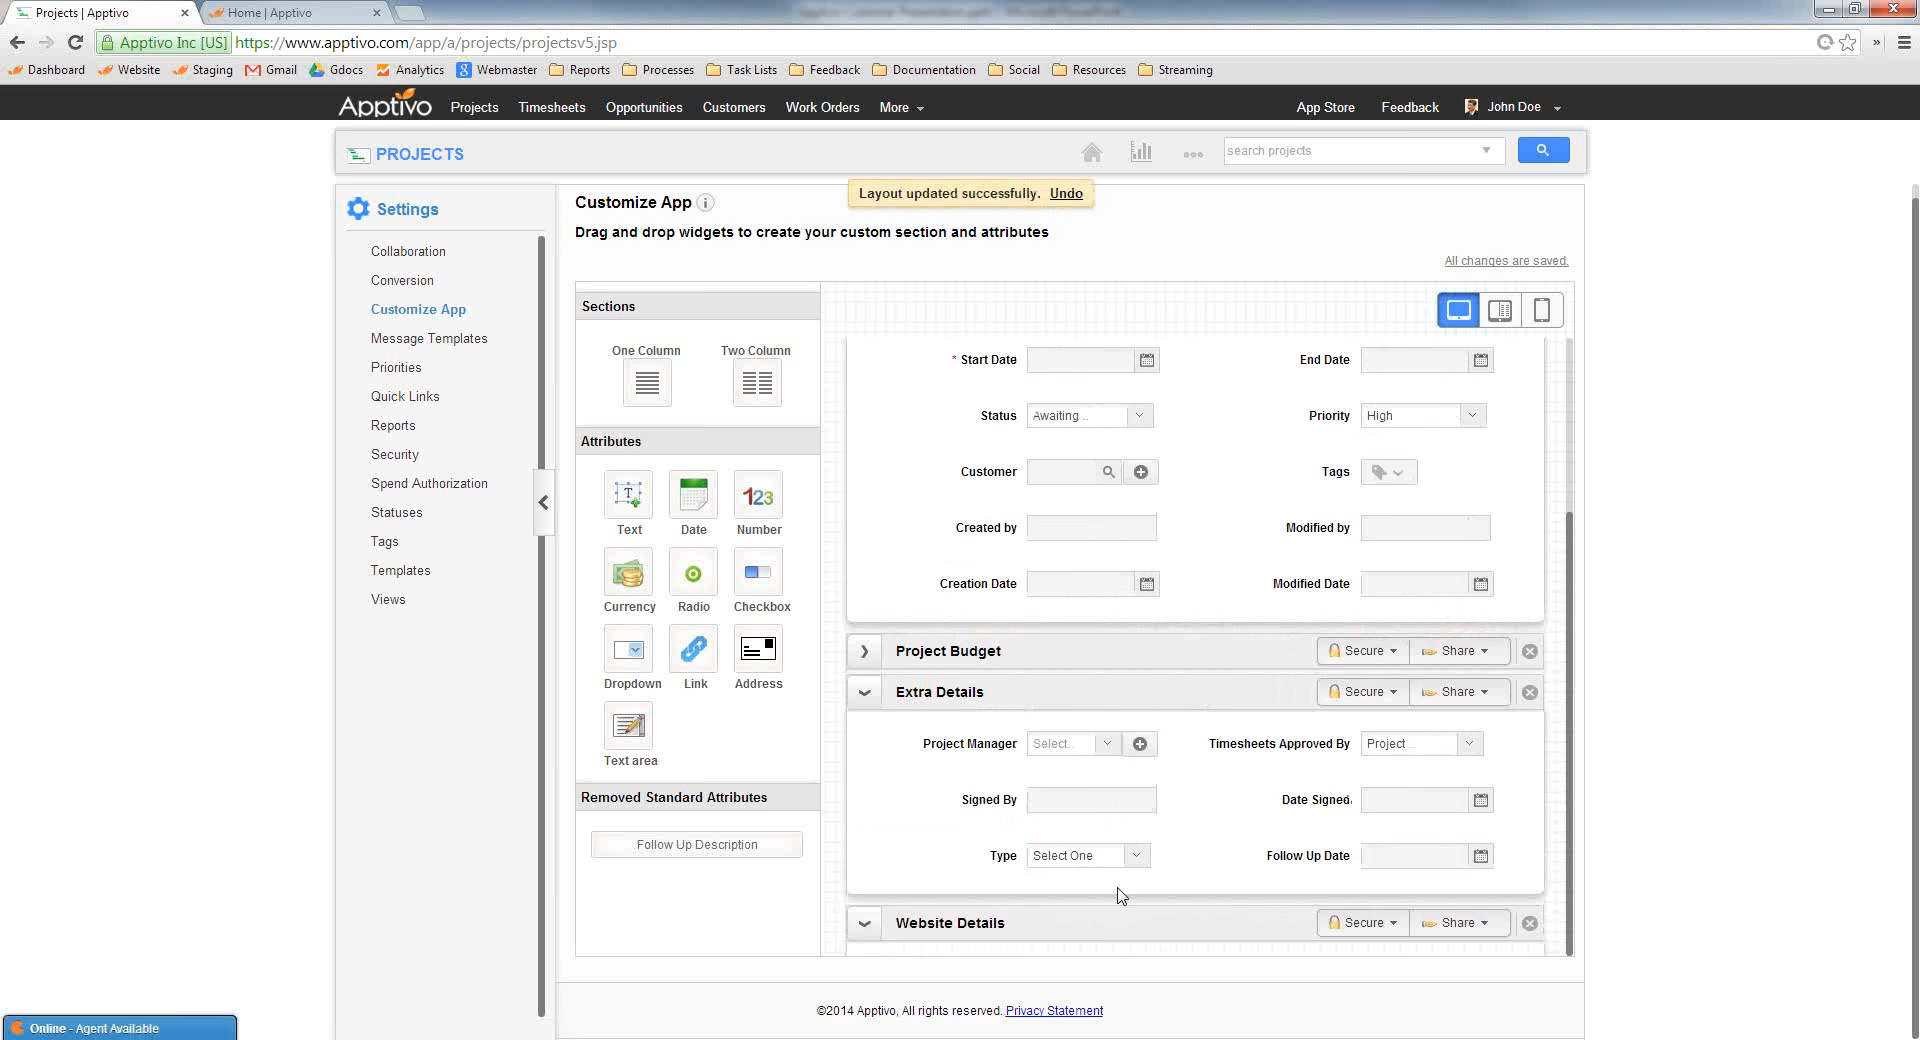 Projects | Apptivo
Home | Apptivo
Apptivo Inc [US] https://www.apptivo.com/app/a/projects/projectsv5.jsp
Dashboard Website Staging Gmail Gdocs Analytics Webmaster Reports Processes Task Lists Feedback Documentation Social Resources Streaming
Apptivo Projects Timesheets Opportunities Customers Work Orders More App Store Feedback John Doe
PROJECTS
search projects
Layout updated successfully. Undo
Settings
Collaboration
Conversion
Customize App
Message Templates
Priorities
Quick Links
Reports
Security
Spend Authorization
Statuses
Tags
Templates
Views
Customize App i
Drag and drop widgets to create your custom section and attributes
All changes are saved.
Sections
One Column Two Column
Attributes
Text Date Number
Currency Radio Checkbox
Dropdown Link Address
Text area
Removed Standard Attributes
Follow Up Description
* Start Date End Date
Status Awaiting .. Priority High
Customer Tags
Created by Modified by
Creation Date Modified Date
Project Budget Secure Share
Extra Details Secure Share
Project Manager Select.. Timesheets Approved By Project ..
Signed By Date Signed
Type Select One Follow Up Date
Website Details Secure Share
©2014 Apptivo, All rights reserved. Privacy Statement
Online - Agent Available